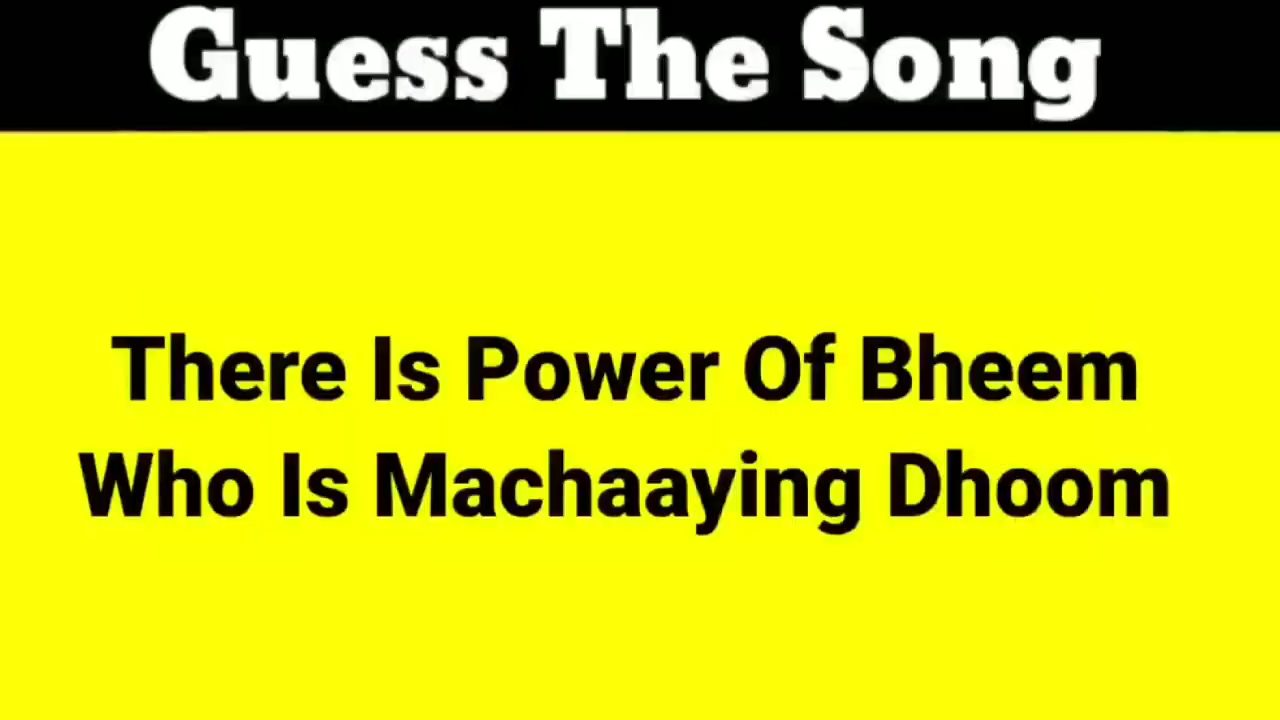 Guess The Song
There Is Power Of Bheem
Who Is Machaaying Dhoom